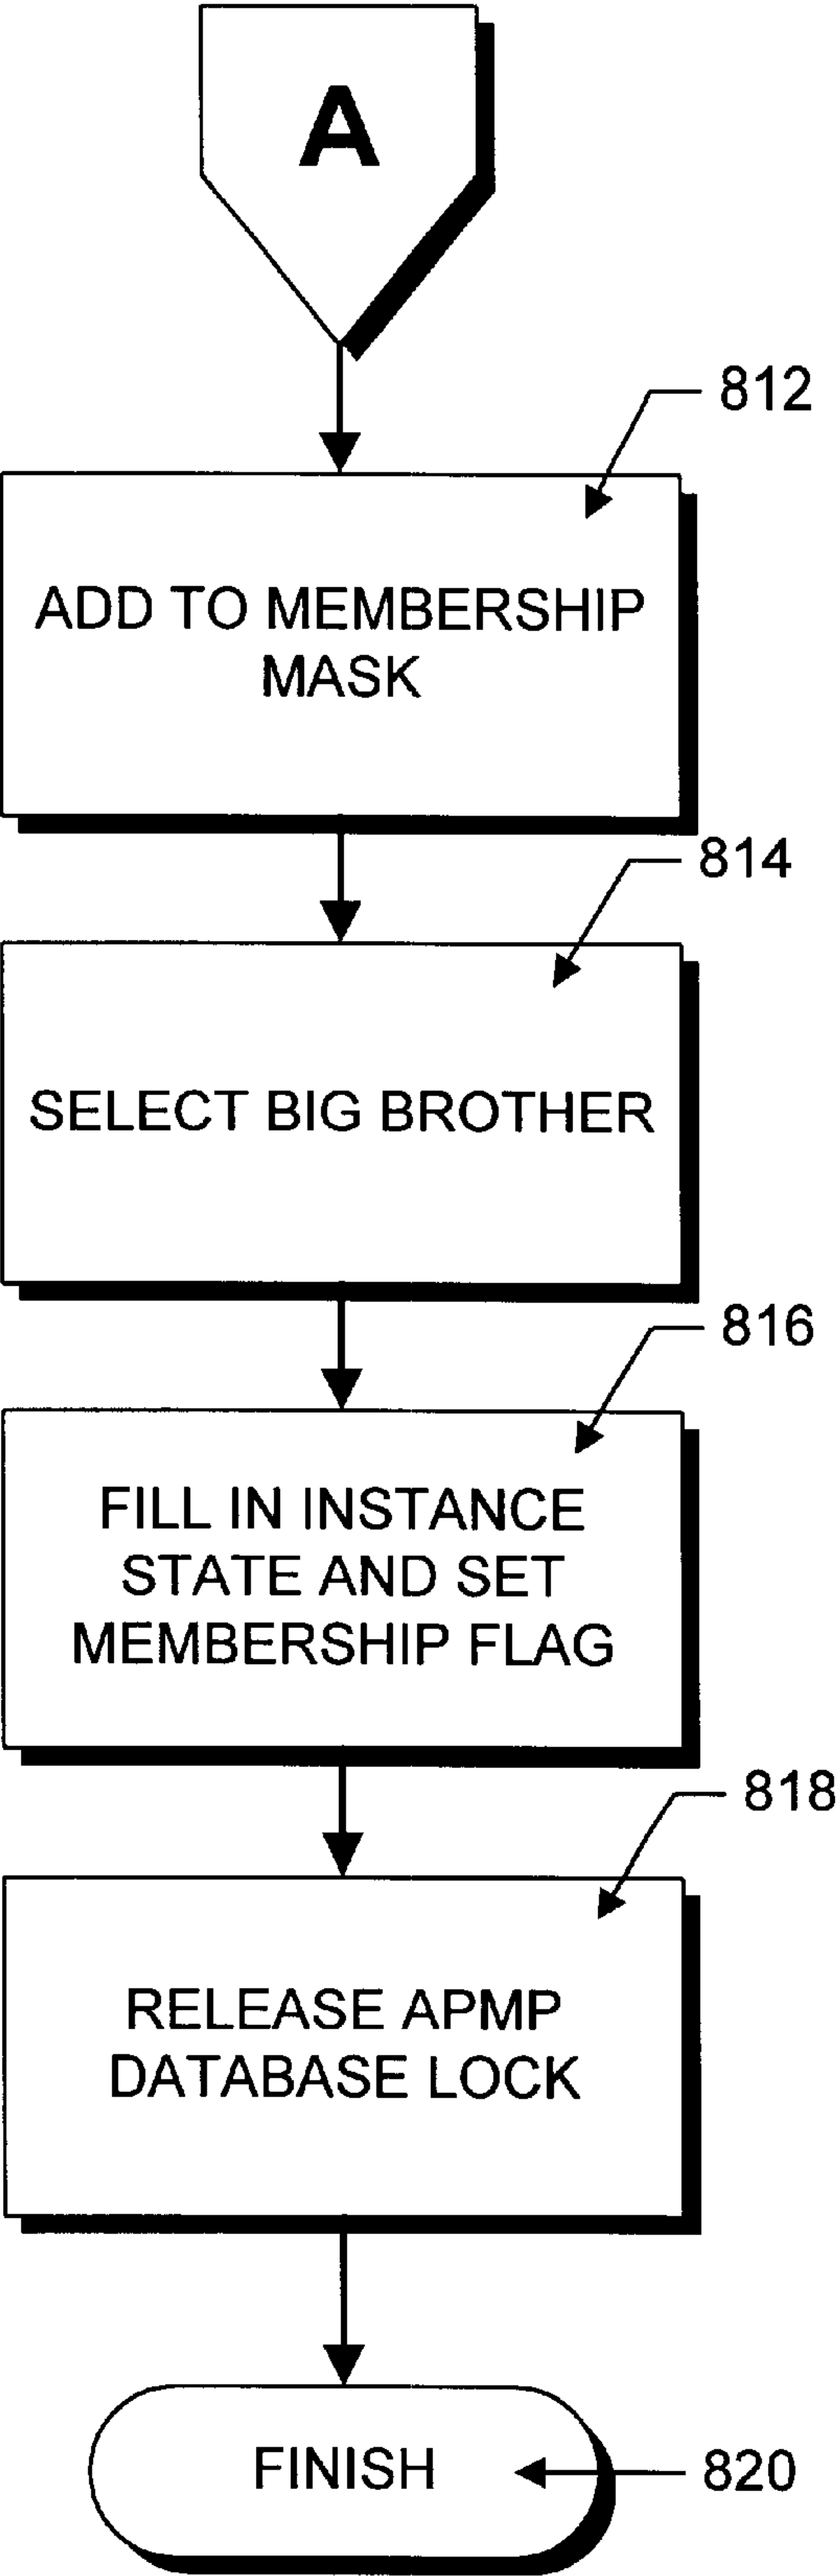 A
812
ADD TO MEMBERSHIP
MASK
814
SELECT BIG BROTHER
816
FILL IN INSTANCE
STATE AND SET
MEMBERSHIP FLAG
818
RELEASE APMP
DATABASE LOCK
FINISH
820